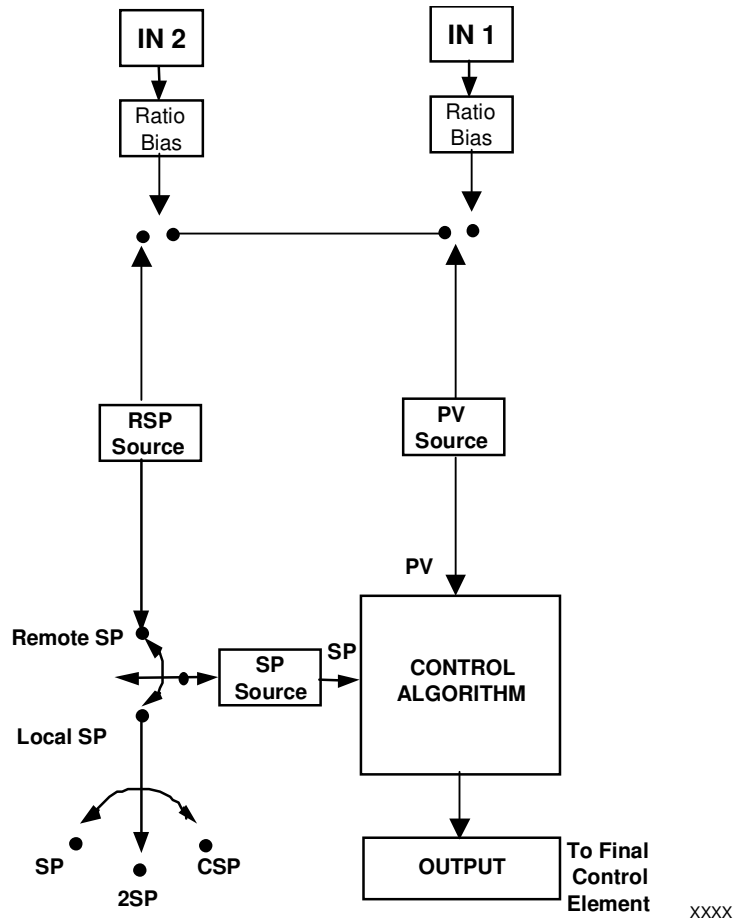 IN 2
IN 1
Ratio
Bias
Ratio
Bias
RSP
Source
PV
Source
PV
Remote SP
SP
Source
SP
CONTROL
ALGORITHM
Local SP
SP
2SP
CSP
OUTPUT
To Final
Control
Element
XXXX